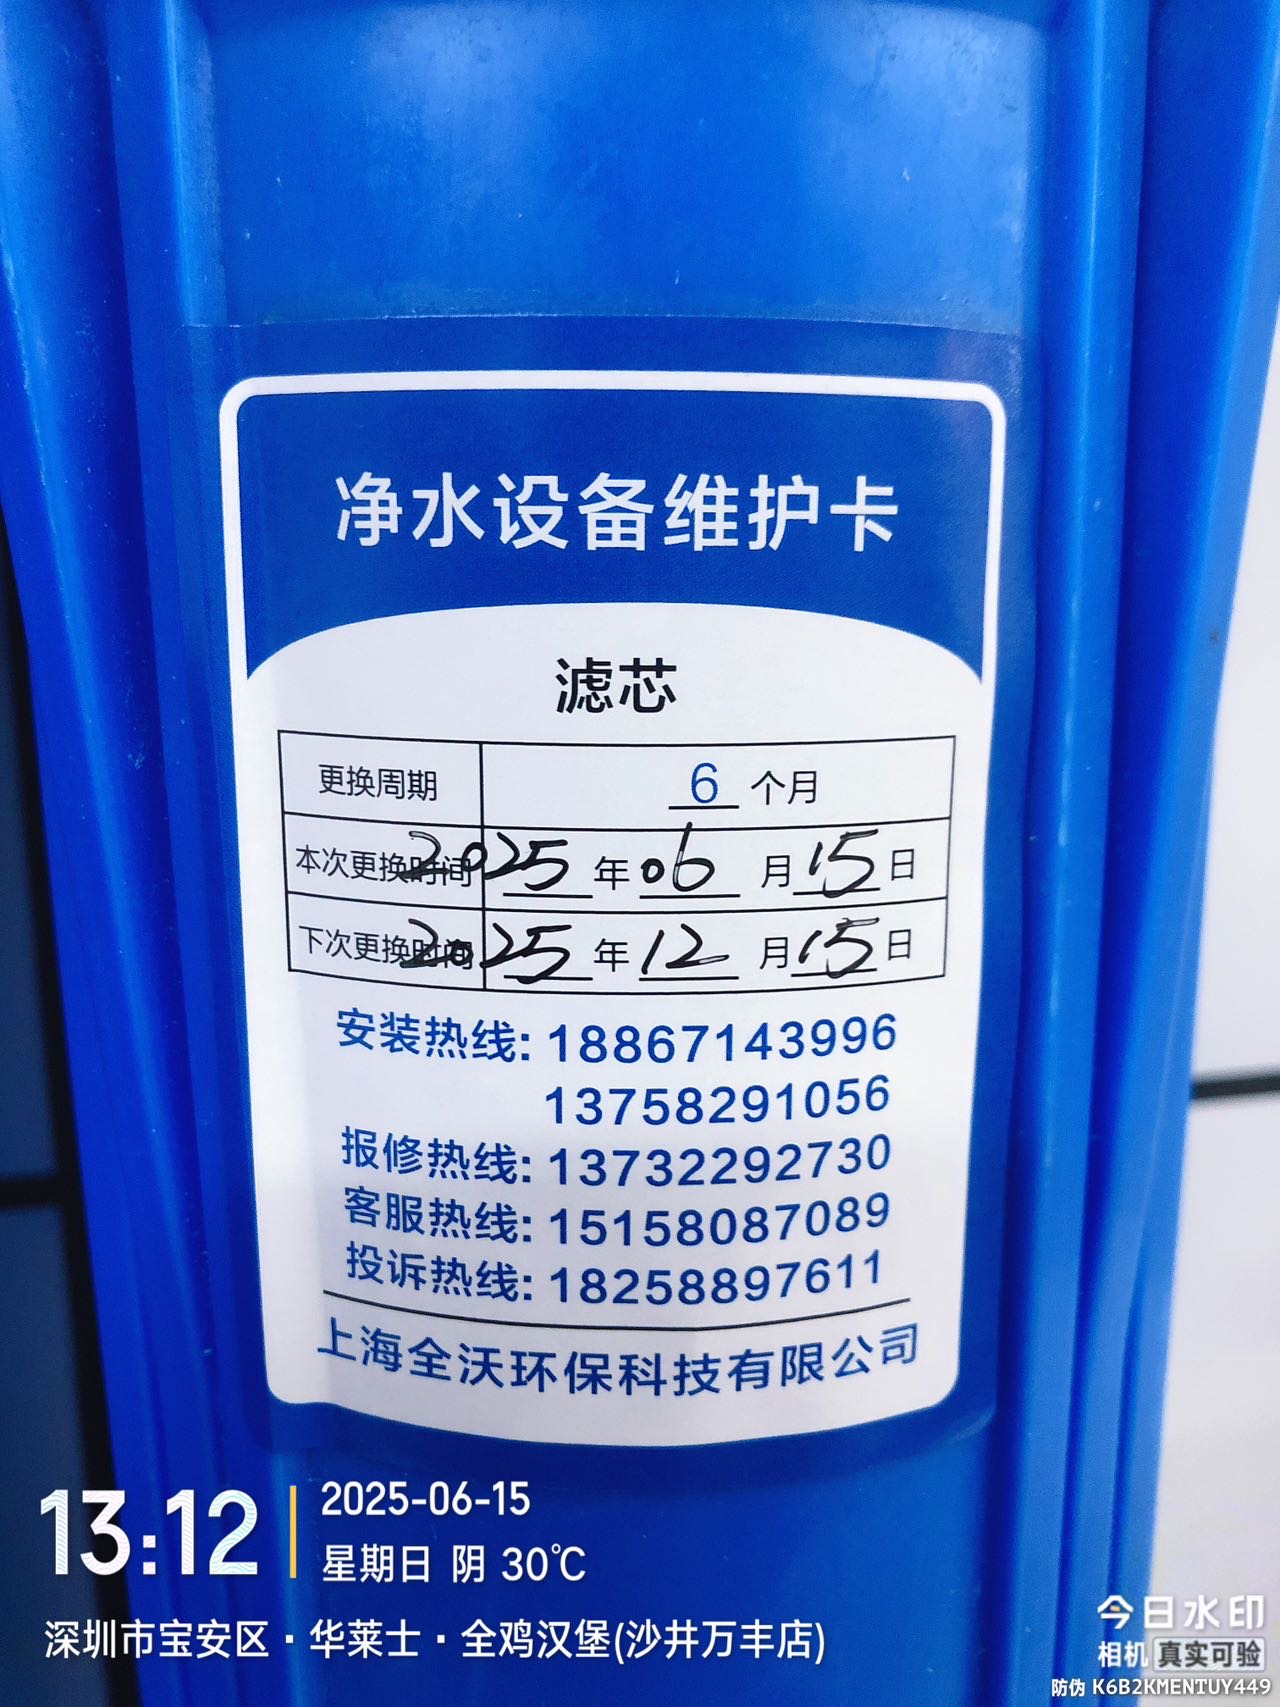 净水设备维护卡
滤芯
更换周期 6 个月
本次更换时间 2025 年 06 月 15 日
下次更换时间 2025 年 12 月 15 日
安装热线: 18867143996
13758291056
报修热线: 13732292730
客服热线: 15158087089
投诉热线: 18258897611
上海全沃环保科技有限公司
13:12
2025-06-15
星期日 阴 30℃
深圳市宝安区·华莱士·全鸡汉堡(沙井万丰店)
今日水印
相机 真实可验
防伪 K6B2KMENTUY449